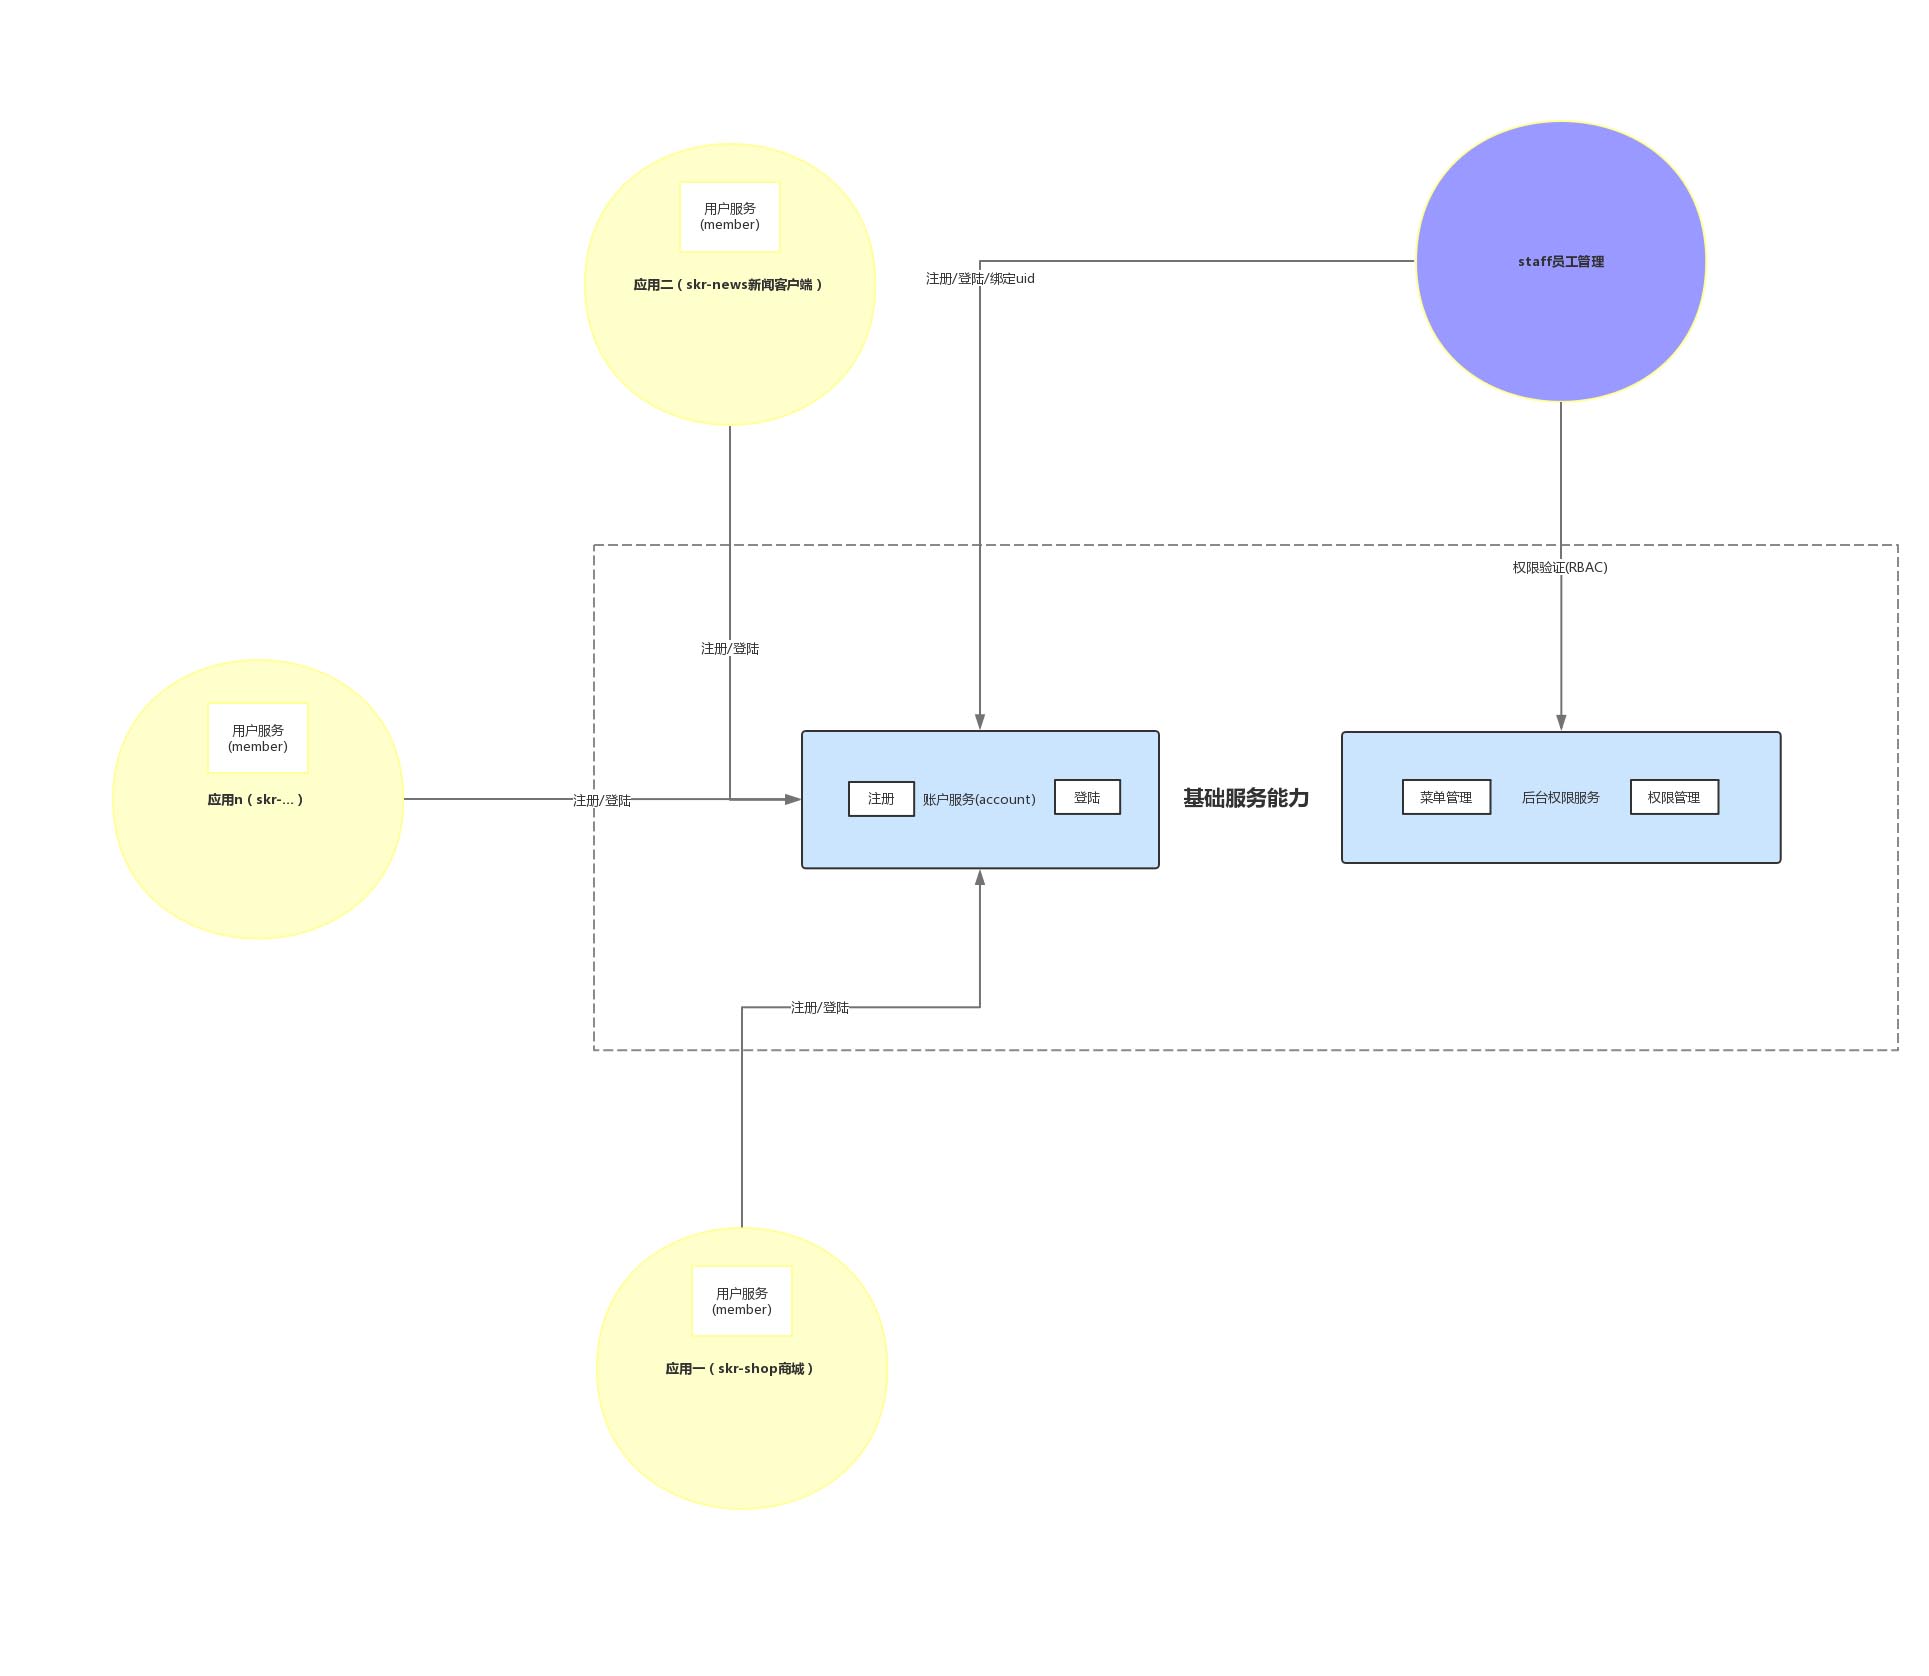 用户服务
(member)
应用二（skr-news新闻客户端）
staff员工管理
注册/登陆/绑定uid
权限验证(RBAC)
注册/登陆
用户服务
(member)
应用n（skr-...）
注册/登陆
注册
账户服务(account)
登陆
基础服务能力
菜单管理
后台权限服务
权限管理
注册/登陆
用户服务
(member)
应用一（skr-shop商城）